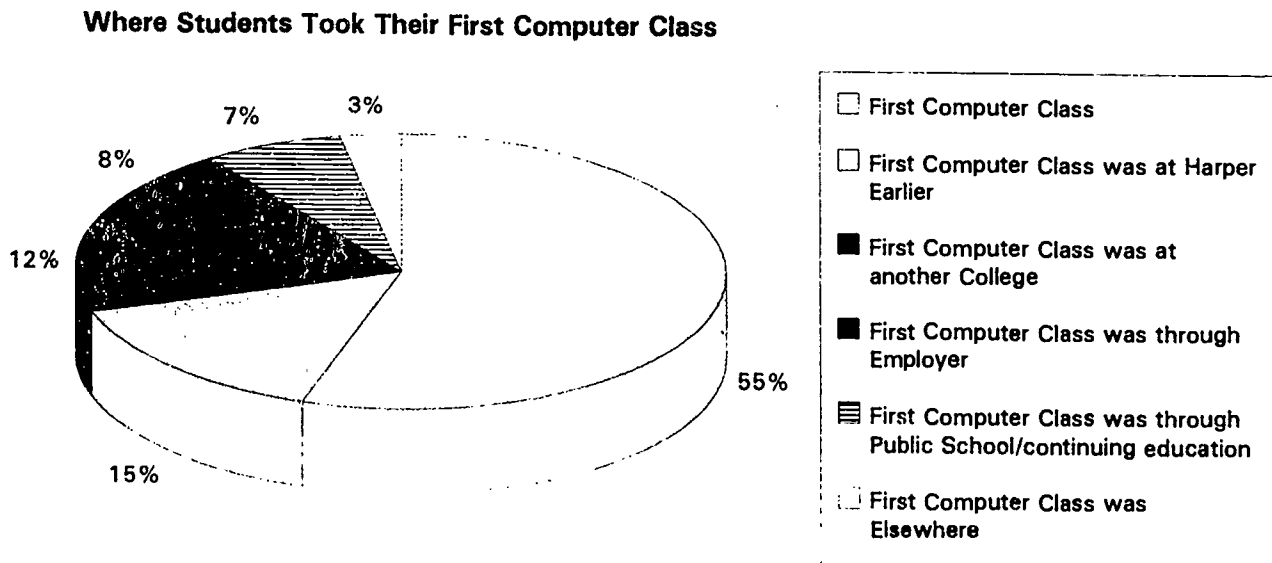 Where Students Took Their First Computer Class
3%
7%
8%
12%
15%
55%
First Computer Class
First Computer Class was at Harper
Earlier
First Computer Class was at
another College
First Computer Class was through
Employer
First Computer Class was through
Public School/continuing education
First Computer Class was
Elsewhere